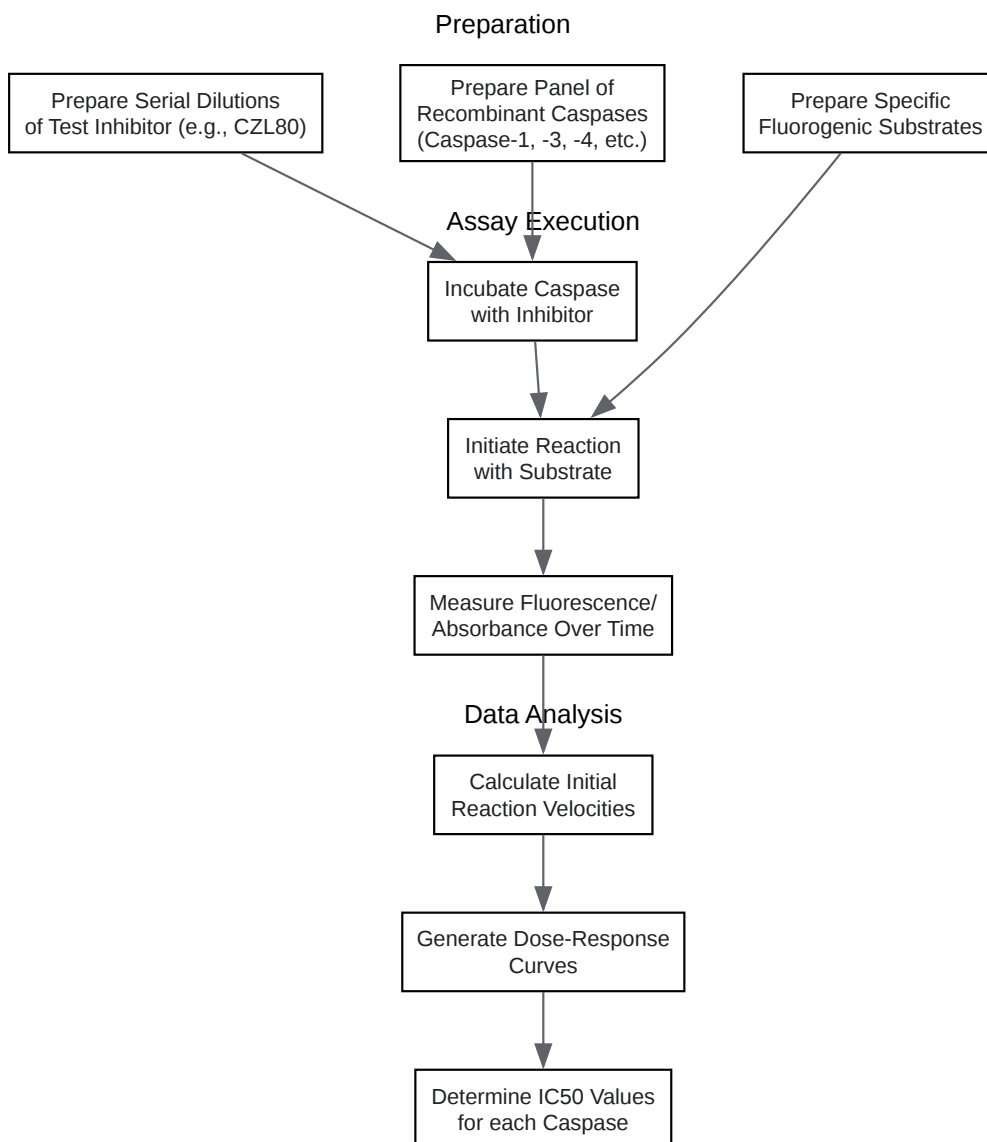 Preparation
Prepare Serial Dilutions
of Test Inhibitor (e.g., CZL80)
Prepare Panel of
Recombinant Caspases
(Caspase-1, -3, -4, etc.)
Prepare Specific
Fluorogenic Substrates
Assay Execution
Incubate Caspase
with Inhibitor
Initiate Reaction
with Substrate
Measure Fluorescence/
Absorbance Over Time
Data Analysis
Calculate Initial
Reaction Velocities
Generate Dose-Response
Curves
Determine IC50 Values
for each Caspase